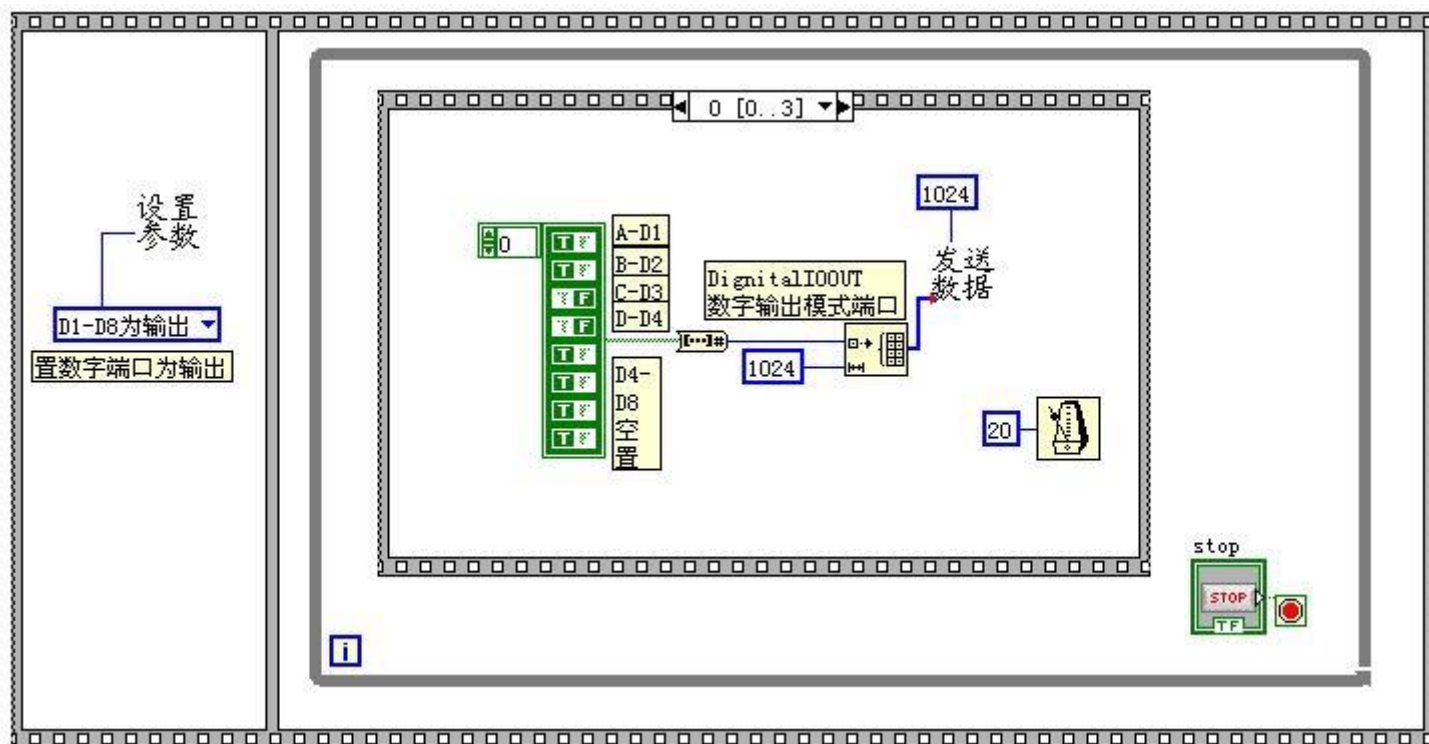 0 [0..3]
设置
参数
D1-D8为输出
置数字端口为输出
0
T
T
F
F
T
T
T
T
A-D1
B-D2
C-D3
D-D4
D4-
D8
空
置
[···]#
DignitalIOOUT
数字输出模式端口
1024
1024
发送
数据
20
stop
STOP
TF
i